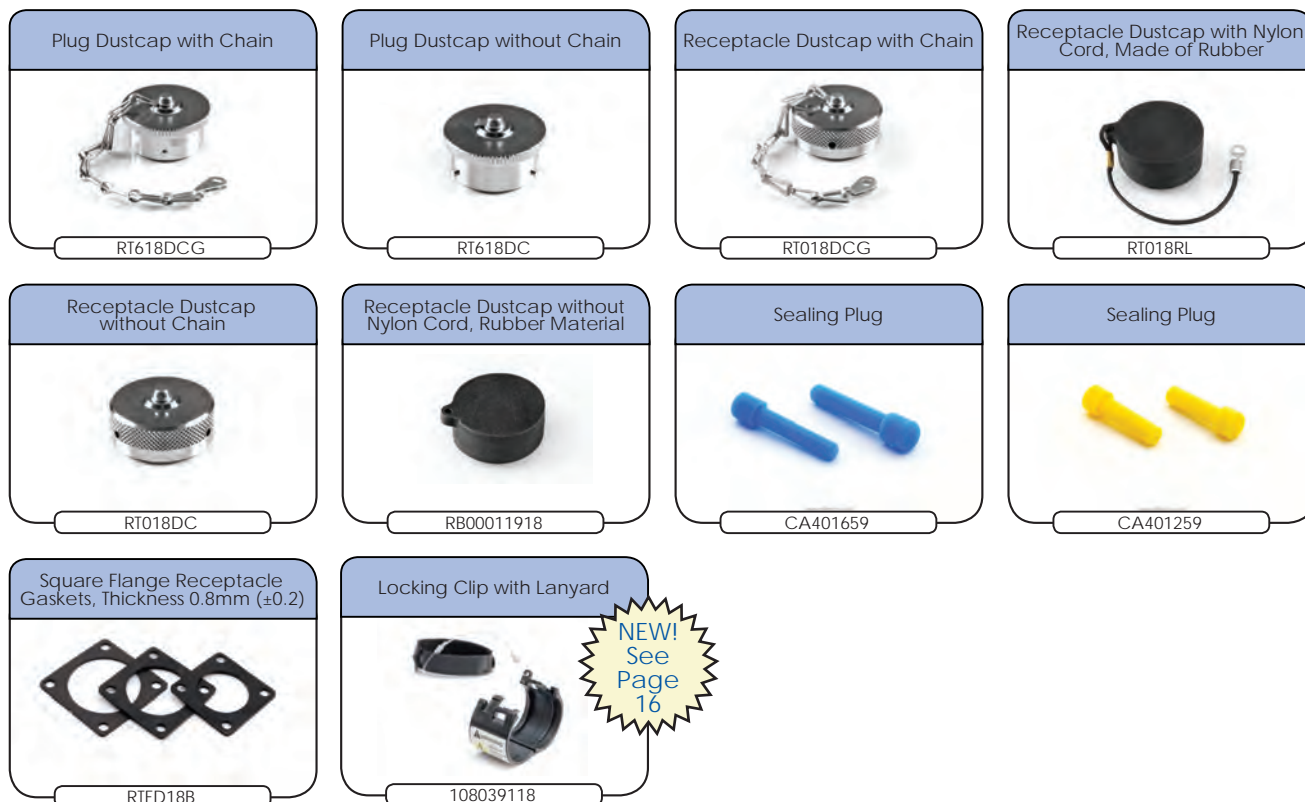 Plug Dustcap with Chain
RT618DCG
Plug Dustcap without Chain
RT618DC
Receptacle Dustcap with Chain
RT018DCG
Receptacle Dustcap with Nylon
Cord, Made of Rubber
RT018RL
Receptacle Dustcap
without Chain
RT018DC
Receptacle Dustcap without
Nylon Cord, Rubber Material
RB00011918
Sealing Plug
CA401659
Sealing Plug
CA401259
Square Flange Receptacle
Gaskets, Thickness 0.8mm (±0.2)
RTFD18B
Locking Clip with Lanyard
NEW!
See
Page
16
108039118